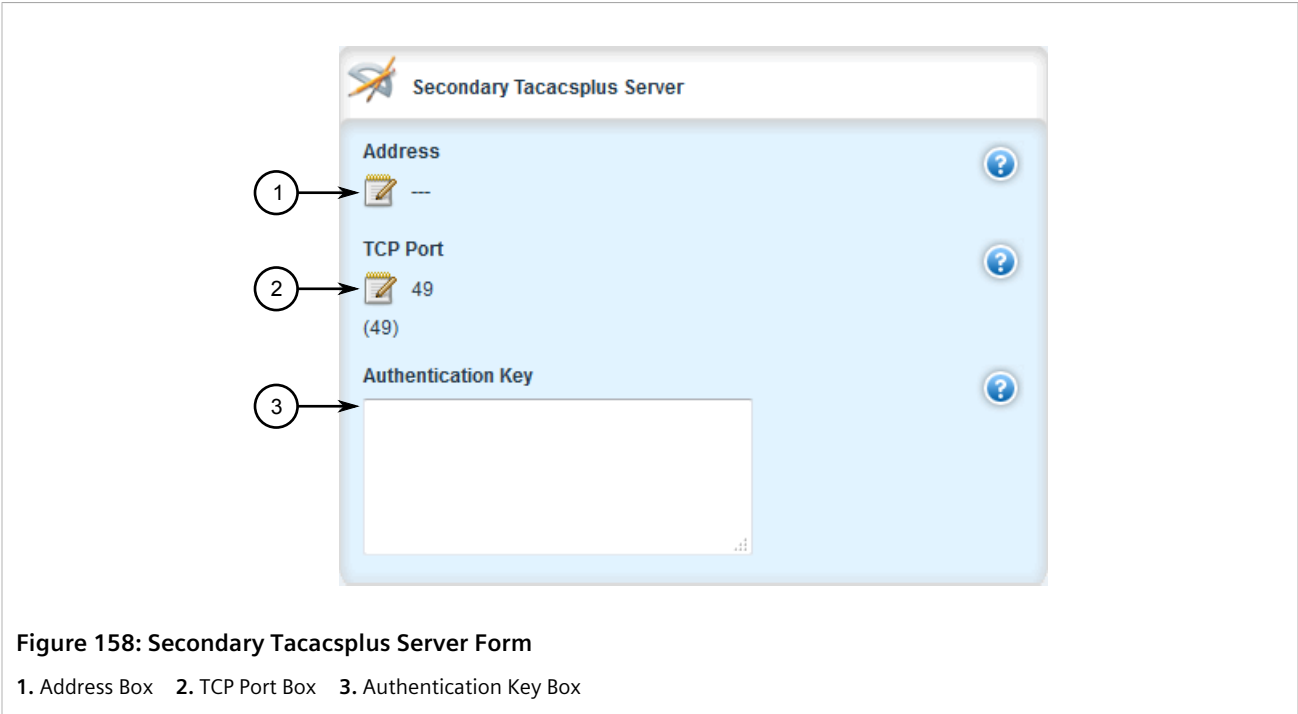 Secondary Tacacsplus Server
Address
1
---
TCP Port
2
49
(49)
Authentication Key
3
Figure 158: Secondary Tacacsplus Server Form
1. Address Box 2. TCP Port Box 3. Authentication Key Box